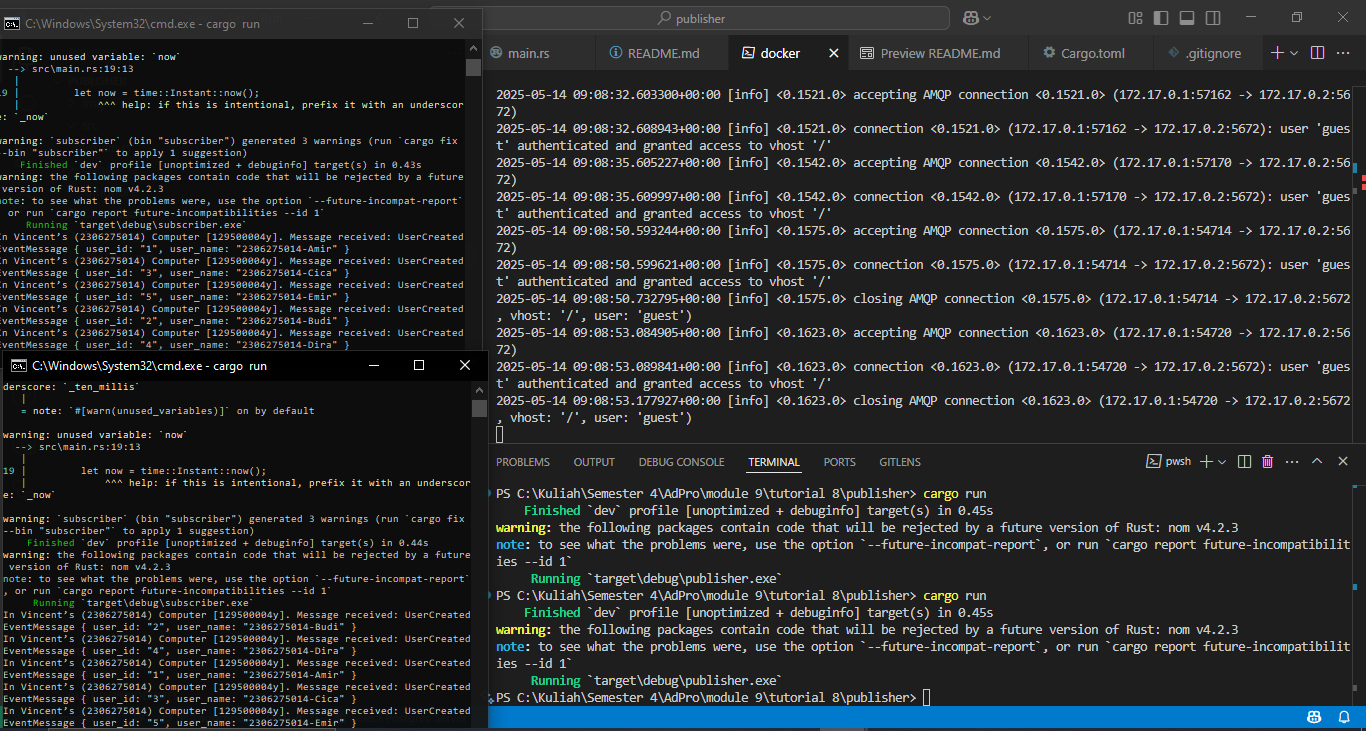 C:\Windows\System32\cmd.exe - cargo run
warning: unused variable: `now`
--> src\main.rs:19:13
|
19 | let now = time::Instant::now();
| ^^^ help: if this is intentional, prefix it with an underscor
e: `_now`
warning: `subscriber` (bin "subscriber") generated 3 warnings (run `cargo fix
--bin "subscriber"` to apply 1 suggestion)
Finished `dev` profile [unoptimized + debuginfo] target(s) in 0.43s
warning: the following packages contain code that will be rejected by a future
version of Rust: nom v4.2.3
note: to see what the problems were, use the option `--future-incompat-report`
, or run `cargo report future-incompatibilities --id 1`
Running `target\debug\subscriber.exe`
In Vincent’s (2306275014) Computer [129500004y]. Message received: UserCreated
EventMessage { user_id: "1", user_name: "2306275014-Amir" }
In Vincent’s (2306275014) Computer [129500004y]. Message received: UserCreated
EventMessage { user_id: "3", user_name: "2306275014-Cica" }
In Vincent’s (2306275014) Computer [129500004y]. Message received: UserCreated
EventMessage { user_id: "5", user_name: "2306275014-Emir" }
In Vincent’s (2306275014) Computer [129500004y]. Message received: UserCreated
EventMessage { user_id: "2", user_name: "2306275014-Budi" }
In Vincent’s (2306275014) Computer [129500004y]. Message received: UserCreated
EventMessage { user_id: "4", user_name: "2306275014-Dira" }
C:\Windows\System32\cmd.exe - cargo run
derscore: `_ten_millis`
|
= note: `#[warn(unused_variables)]` on by default
warning: unused variable: `now`
--> src\main.rs:19:13
|
19 | let now = time::Instant::now();
| ^^^ help: if this is intentional, prefix it with an underscor
e: `_now`
warning: `subscriber` (bin "subscriber") generated 3 warnings (run `cargo fix
--bin "subscriber"` to apply 1 suggestion)
Finished `dev` profile [unoptimized + debuginfo] target(s) in 0.44s
warning: the following packages contain code that will be rejected by a future
version of Rust: nom v4.2.3
note: to see what the problems were, use the option `--future-incompat-report`
, or run `cargo report future-incompatibilities --id 1`
Running `target\debug\subscriber.exe`
In Vincent’s (2306275014) Computer [129500004y]. Message received: UserCreated
EventMessage { user_id: "2", user_name: "2306275014-Budi" }
In Vincent’s (2306275014) Computer [129500004y]. Message received: UserCreated
EventMessage { user_id: "4", user_name: "2306275014-Dira" }
In Vincent’s (2306275014) Computer [129500004y]. Message received: UserCreated
EventMessage { user_id: "1", user_name: "2306275014-Amir" }
In Vincent’s (2306275014) Computer [129500004y]. Message received: UserCreated
EventMessage { user_id: "3", user_name: "2306275014-Cica" }
In Vincent’s (2306275014) Computer [129500004y]. Message received: UserCreated
EventMessage { user_id: "5", user_name: "2306275014-Emir" }
publisher
main.rs README.md docker Preview README.md Cargo.toml .gitignore
2025-05-14 09:08:32.603300+00:00 [info] <0.1521.0> accepting AMQP connection <0.1521.0> (172.17.0.1:57162 -> 172.17.0.2:56
72)
2025-05-14 09:08:32.608943+00:00 [info] <0.1521.0> connection <0.1521.0> (172.17.0.1:57162 -> 172.17.0.2:5672): user 'gues
t' authenticated and granted access to vhost '/'
2025-05-14 09:08:35.605227+00:00 [info] <0.1542.0> accepting AMQP connection <0.1542.0> (172.17.0.1:57170 -> 172.17.0.2:56
72)
2025-05-14 09:08:35.609997+00:00 [info] <0.1542.0> connection <0.1542.0> (172.17.0.1:57170 -> 172.17.0.2:5672): user 'gues
t' authenticated and granted access to vhost '/'
2025-05-14 09:08:50.593244+00:00 [info] <0.1575.0> accepting AMQP connection <0.1575.0> (172.17.0.1:54714 -> 172.17.0.2:56
72)
2025-05-14 09:08:50.599621+00:00 [info] <0.1575.0> connection <0.1575.0> (172.17.0.1:54714 -> 172.17.0.2:5672): user 'gues
t' authenticated and granted access to vhost '/'
2025-05-14 09:08:50.732795+00:00 [info] <0.1575.0> closing AMQP connection <0.1575.0> (172.17.0.1:54714 -> 172.17.0.2:5672
, vhost: '/', user: 'guest')
2025-05-14 09:08:53.084905+00:00 [info] <0.1623.0> accepting AMQP connection <0.1623.0> (172.17.0.1:54720 -> 172.17.0.2:56
72)
2025-05-14 09:08:53.089841+00:00 [info] <0.1623.0> connection <0.1623.0> (172.17.0.1:54720 -> 172.17.0.2:5672): user 'gues
t' authenticated and granted access to vhost '/'
2025-05-14 09:08:53.177927+00:00 [info] <0.1623.0> closing AMQP connection <0.1623.0> (172.17.0.1:54720 -> 172.17.0.2:5672
, vhost: '/', user: 'guest')
PROBLEMS OUTPUT DEBUG CONSOLE TERMINAL PORTS GITLENS pwsh
PS C:\Kuliah\Semester 4\AdPro\module 9\tutorial 8\publisher> cargo run
Finished `dev` profile [unoptimized + debuginfo] target(s) in 0.45s
warning: the following packages contain code that will be rejected by a future version of Rust: nom v4.2.3
note: to see what the problems were, use the option `--future-incompat-report`, or run `cargo report future-incompatibilit
ies --id 1`
Running `target\debug\publisher.exe`
PS C:\Kuliah\Semester 4\AdPro\module 9\tutorial 8\publisher> cargo run
Finished `dev` profile [unoptimized + debuginfo] target(s) in 0.45s
warning: the following packages contain code that will be rejected by a future version of Rust: nom v4.2.3
note: to see what the problems were, use the option `--future-incompat-report`, or run `cargo report future-incompatibilit
ies --id 1`
Running `target\debug\publisher.exe`
PS C:\Kuliah\Semester 4\AdPro\module 9\tutorial 8\publisher>